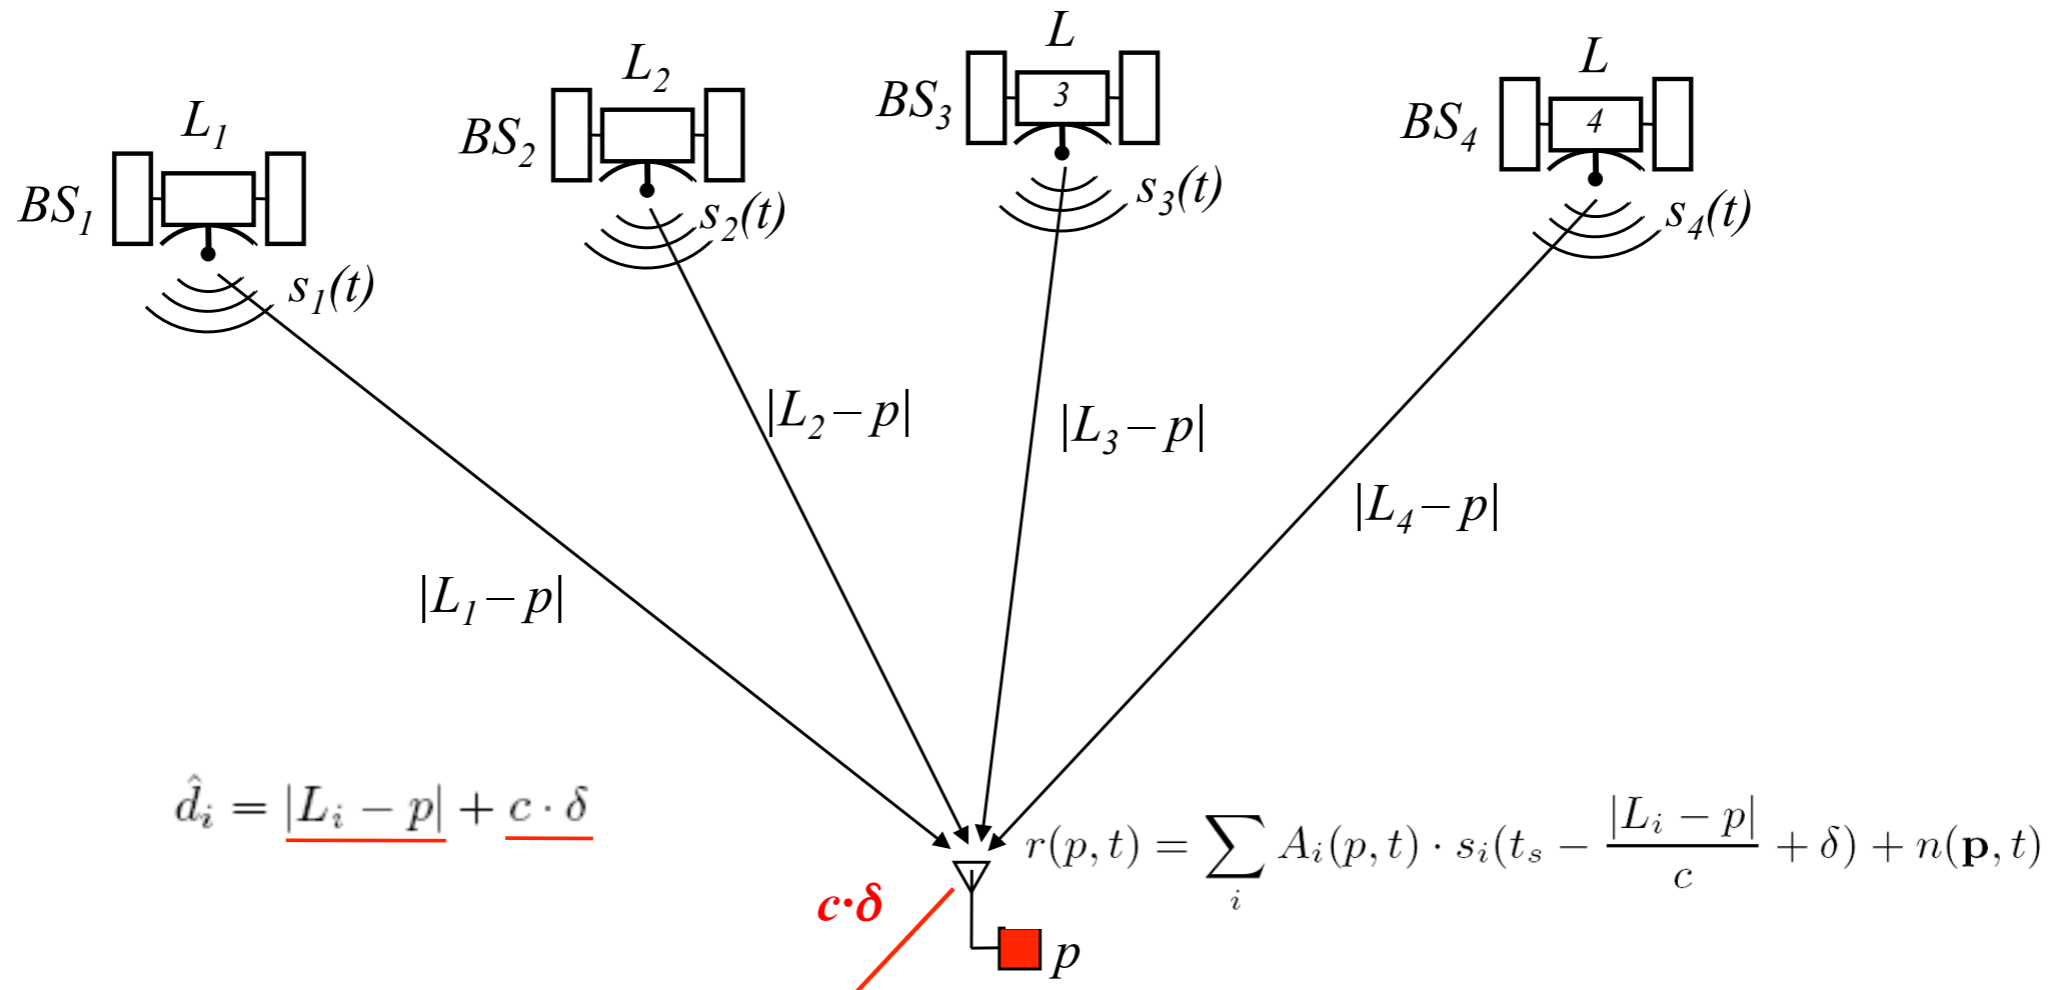 L₁
BS₁
s₁(t)
L₂
BS₂
s₂(t)
L
BS₃
3
s₃(t)
L
BS₄
4
s₄(t)
|L₂ – p|
|L₃ – p|
|L₄ – p|
|L₁ – p|
d̂ᵢ = |Lᵢ − p| + c · δ
r(p, t) = ∑ᵢ Aᵢ(p, t) · sᵢ(tₛ − |Lᵢ − p| / c + δ) + n(𝐩, t)
c·δ
p